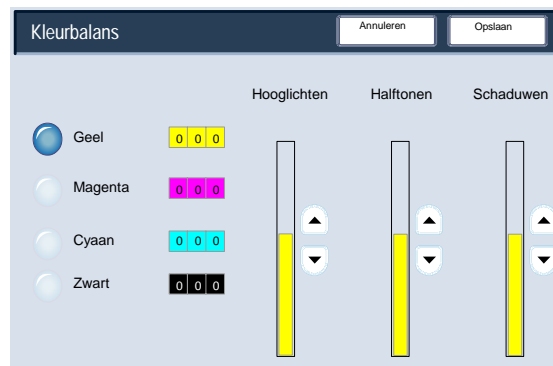 Kleurbalans Annuleren Opslaan
Hooglichten Halftonen Schaduwen
Geel 0 0 0
Magenta 0 0 0
Cyaan 0 0 0
Zwart 0 0 0